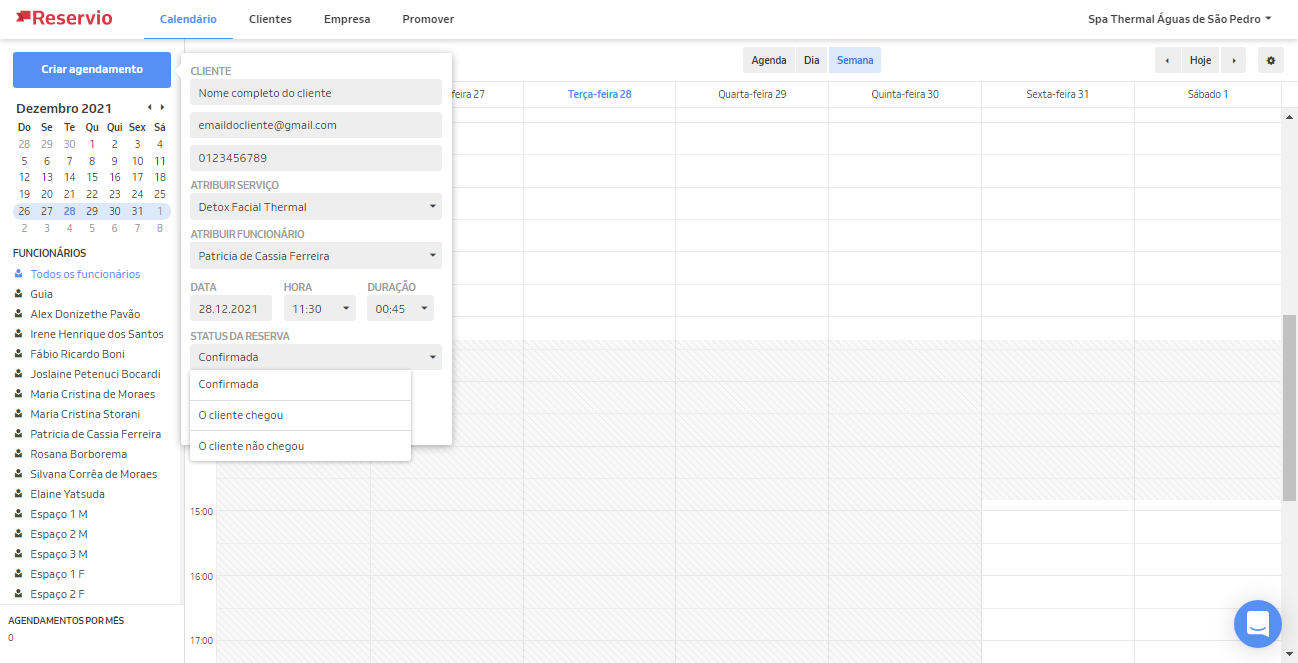 Reservio
Calendário Clientes Empresa Promover Spa Thermal Águas de São Pedro
Criar agendamento
Dezembro 2021
Do Se Te Qu Qui Sex Sá
28 29 30 1 2 3 4
5 6 7 8 9 10 11
12 13 14 15 16 17 18
19 20 21 22 23 24 25
26 27 28 29 30 31 1
2 3 4 5 6 7 8
FUNCIONÁRIOS
Todos os funcionários
Guia
Alex Donizethe Pavão
Irene Henrique dos Santos
Fábio Ricardo Boni
Joslaine Petenuci Bocardi
Maria Cristina de Moraes
Maria Cristina Storani
Patricia de Cassia Ferreira
Rosana Borborema
Silvana Corrêa de Moraes
Elaine Yatsuda
Espaço 1 M
Espaço 2 M
Espaço 3 M
Espaço 1 F
Espaço 2 F
AGENDAMENTOS POR MÊS
0
CLIENTE
Nome completo do cliente
emaildocliente@gmail.com
0123456789
ATRIBUIR SERVIÇO
Detox Facial Thermal
ATRIBUIR FUNCIONÁRIO
Patricia de Cassia Ferreira
DATA HORA DURAÇÃO
28.12.2021 11:30 00:45
STATUS DA RESERVA
Confirmada
Confirmada
O cliente chegou
O cliente não chegou
Agenda Dia Semana Hoje
feira 27 Terça-feira 28 Quarta-feira 29 Quinta-feira 30 Sexta-feira 31 Sábado 1
15:00
16:00
17:00